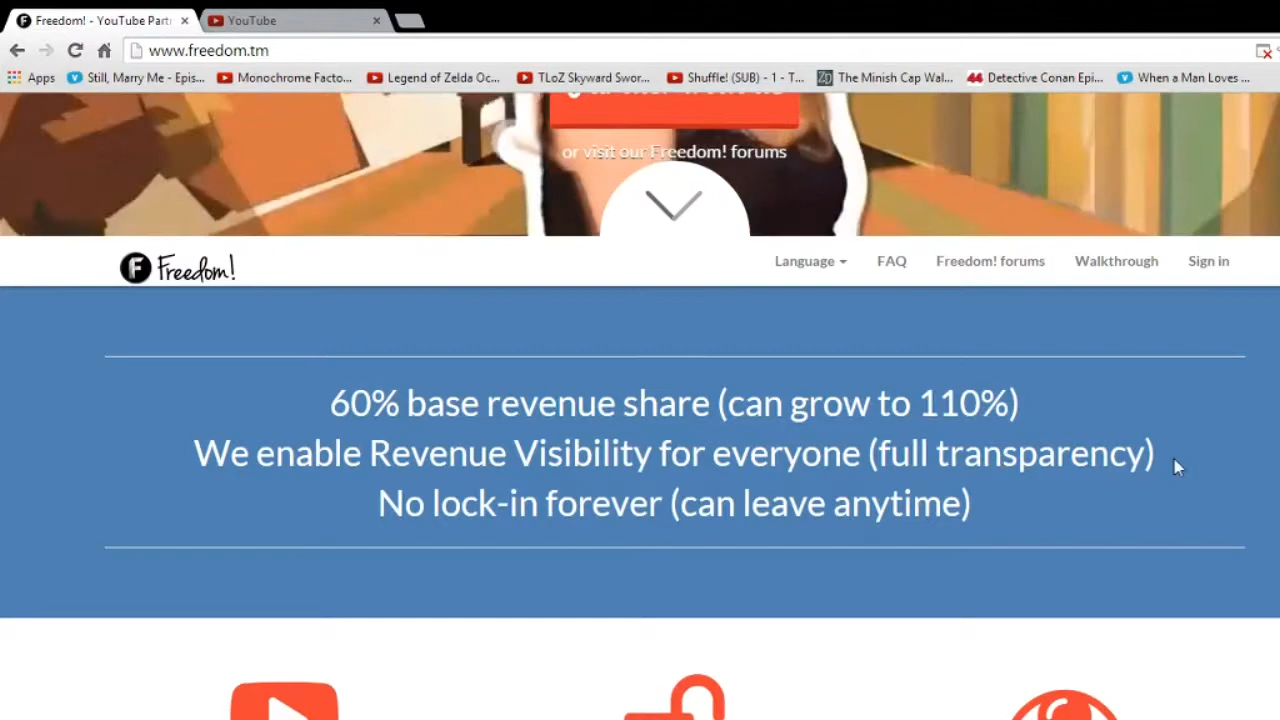 Freedom! - YouTube Part
YouTube
www.freedom.tm
Apps
Still, Marry Me - Epis...
Monochrome Facto...
Legend of Zelda Oc...
TLoZ Skyward Swor...
Shuffle! (SUB) - 1 - T...
The Minish Cap Wal...
Detective Conan Epi...
When a Man Loves ...
or visit our Freedom! forums
F Freedom!
Language
FAQ
Freedom! forums
Walkthrough
Sign in
60% base revenue share (can grow to 110%)
We enable Revenue Visibility for everyone (full transparency)
No lock-in forever (can leave anytime)